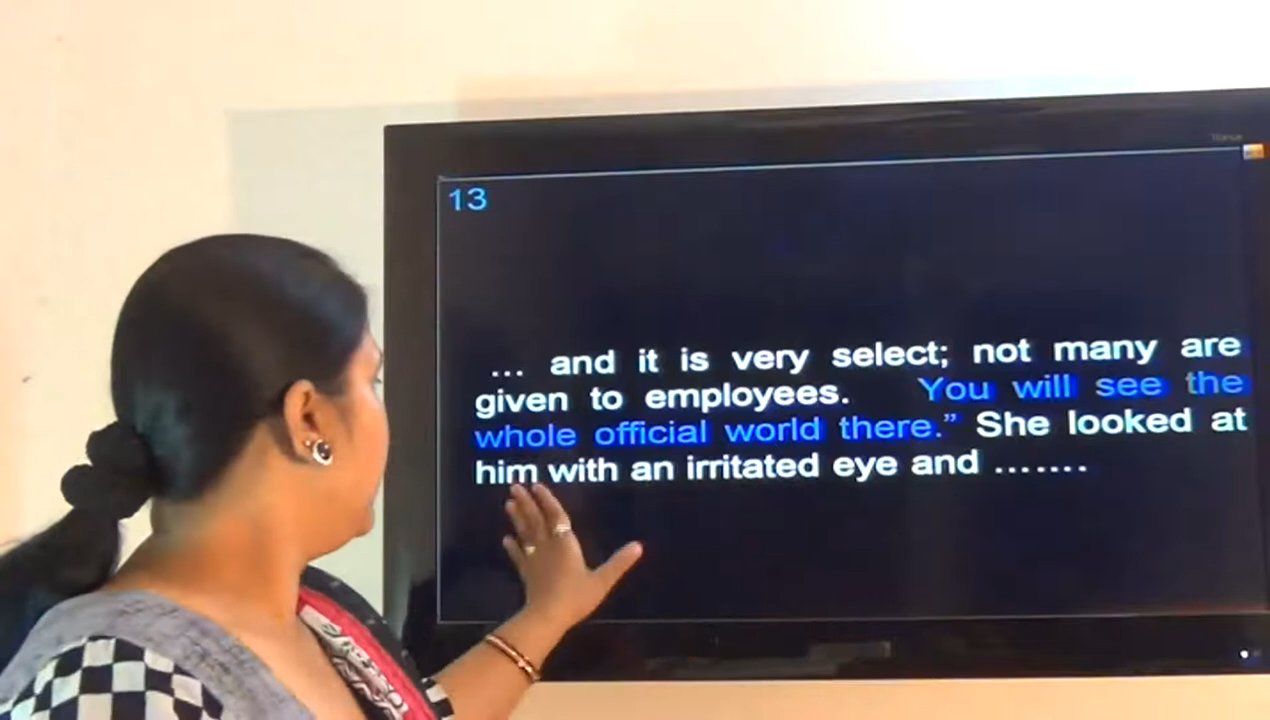 13
... and it is very select; not many are
given to employees. You will see the
whole official world there.” She looked at
him with an irritated eye and .......